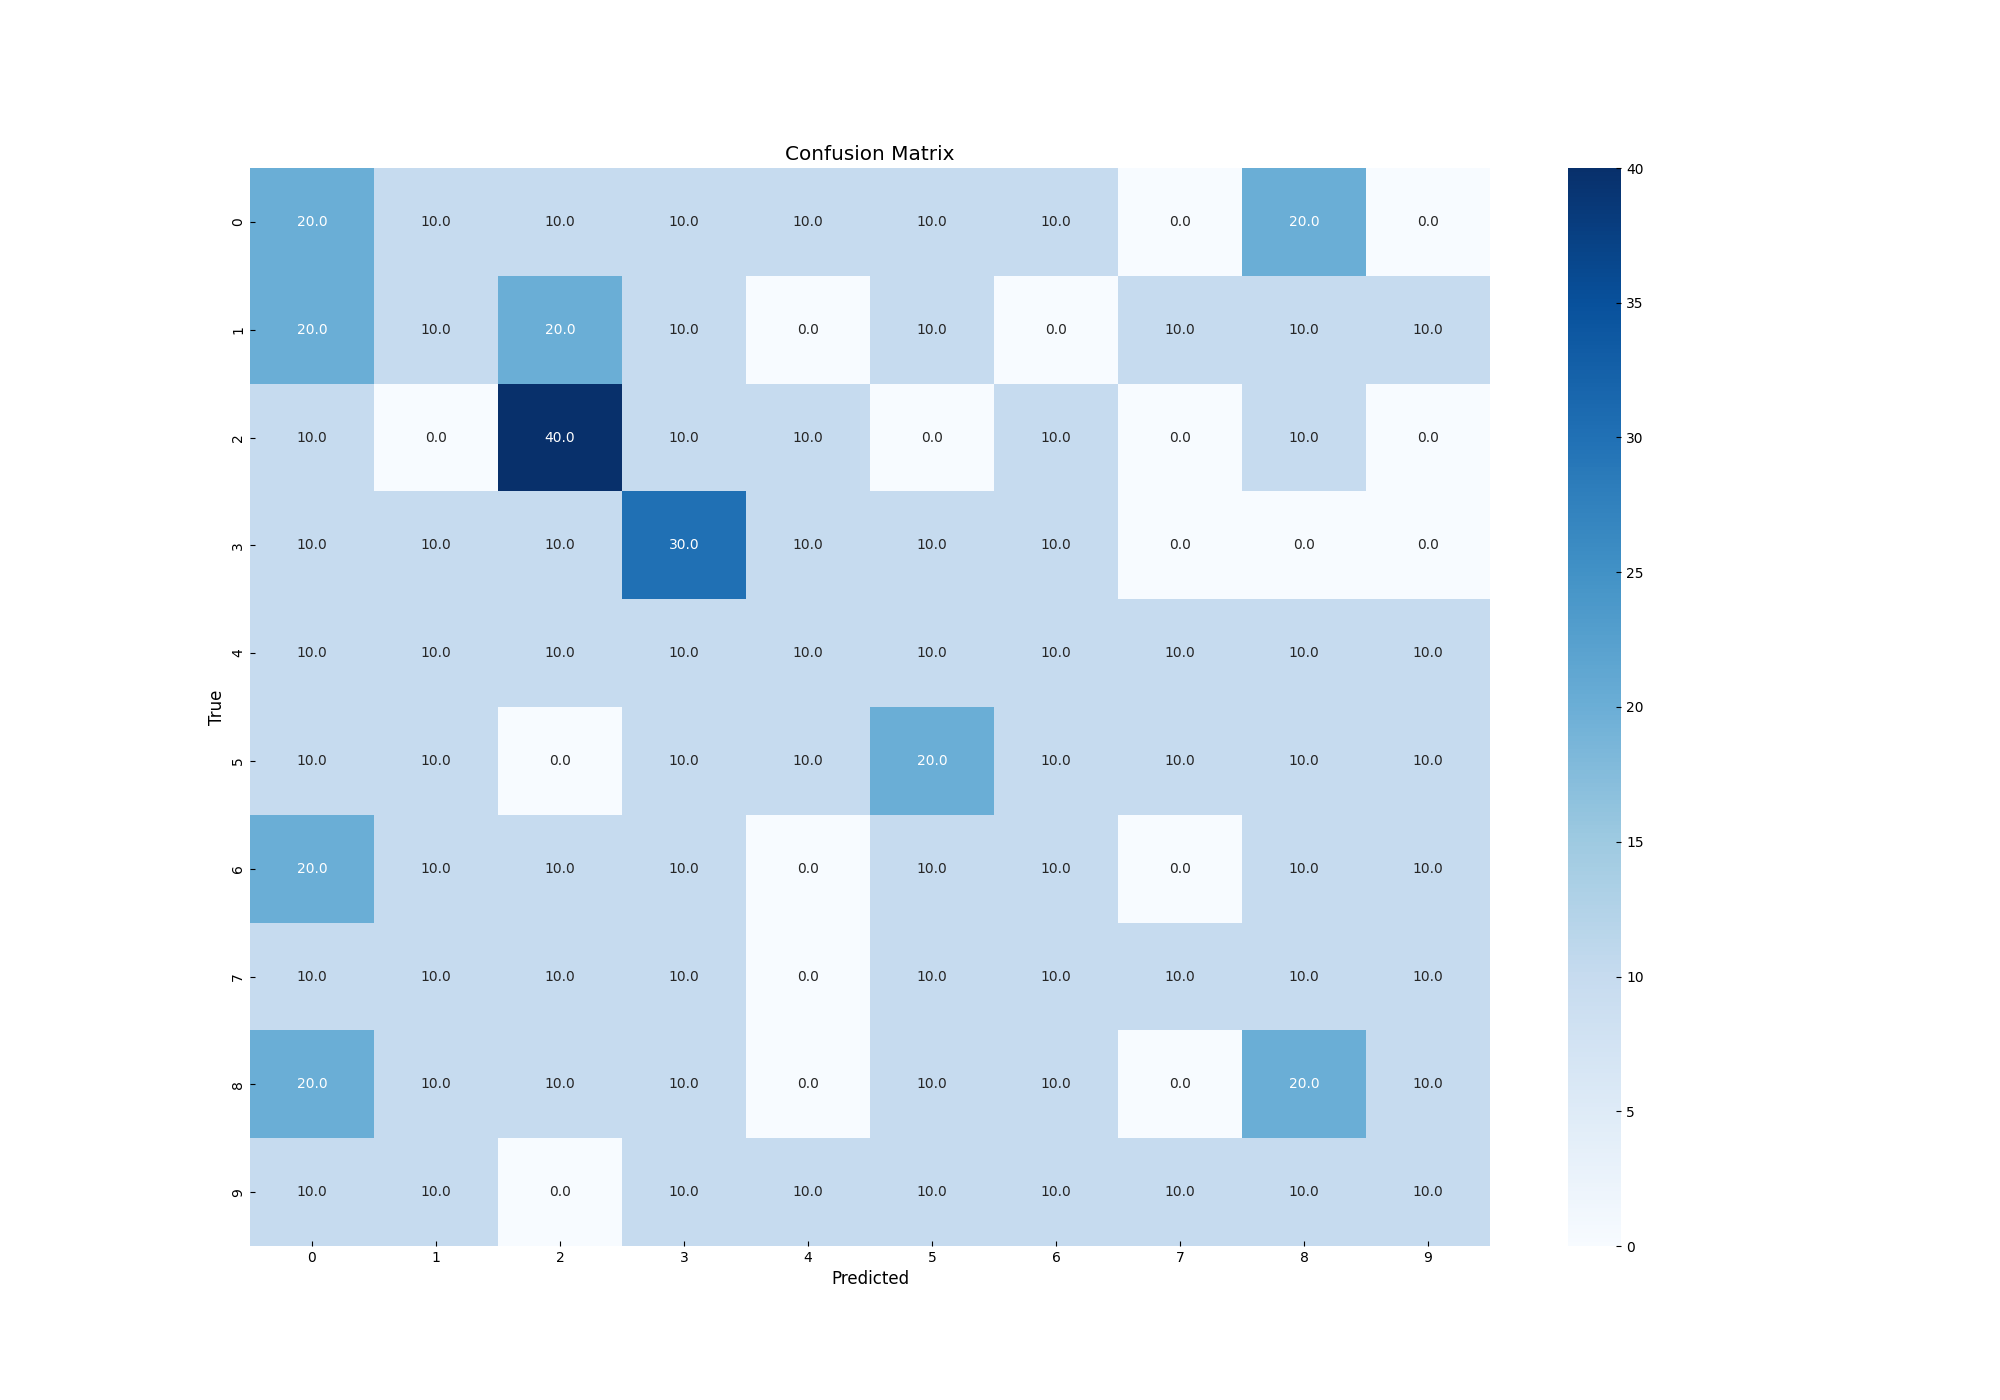 Confusion Matrix
0 20.0 10.0 10.0 10.0 10.0 10.0 10.0 0.0 20.0 0.0
1 20.0 10.0 20.0 10.0 0.0 10.0 0.0 10.0 10.0 10.0
2 10.0 0.0 40.0 10.0 10.0 0.0 10.0 0.0 10.0 0.0
3 10.0 10.0 10.0 30.0 10.0 10.0 10.0 0.0 0.0 0.0
4 10.0 10.0 10.0 10.0 10.0 10.0 10.0 10.0 10.0 10.0
5 10.0 10.0 0.0 10.0 10.0 20.0 10.0 10.0 10.0 10.0
6 20.0 10.0 10.0 10.0 0.0 10.0 10.0 0.0 10.0 10.0
7 10.0 10.0 10.0 10.0 0.0 10.0 10.0 10.0 10.0 10.0
8 20.0 10.0 10.0 10.0 0.0 10.0 10.0 0.0 20.0 10.0
9 10.0 10.0 0.0 10.0 10.0 10.0 10.0 10.0 10.0 10.0
0 1 2 3 4 5 6 7 8 9
Predicted
True
40
35
30
25
20
15
10
5
0